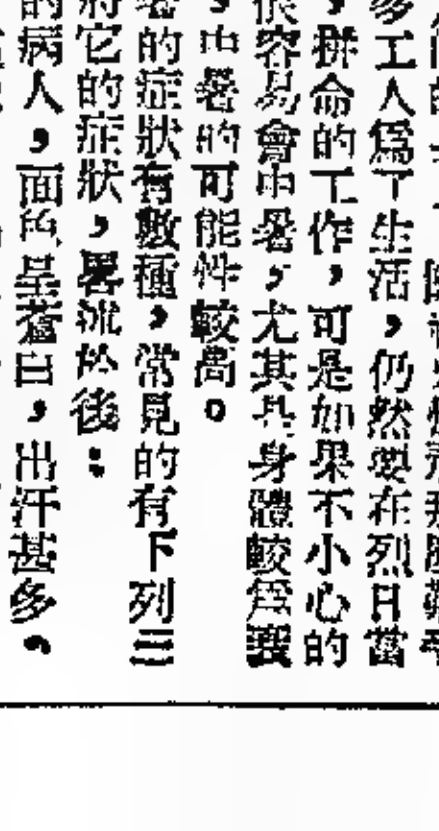 多工人爲了生活，仍然要在烈日當
，拼命的工作，可是如果不小心的
很容易會中暑，尤其身體較爲
，中暑的可能性較高。
暑的症狀有數種，常見的有下列三
將它的症狀，畧述於後：
的病人，面色呈蒼白，出汗甚多，